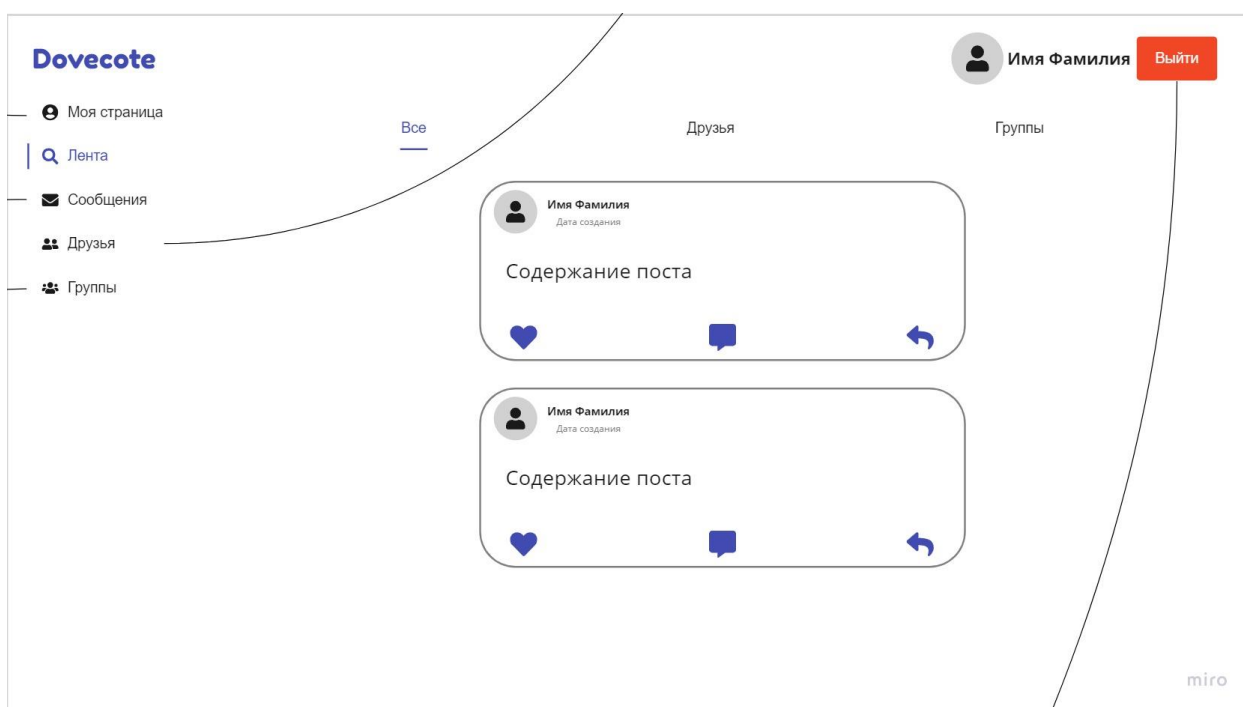 Dovecote
Имя Фамилия
Выйти
Моя страница
Лента
Сообщения
Друзья
Группы
Все
Друзья
Группы
Имя Фамилия
Дата создания
Содержание поста
Имя Фамилия
Дата создания
Содержание поста
miro